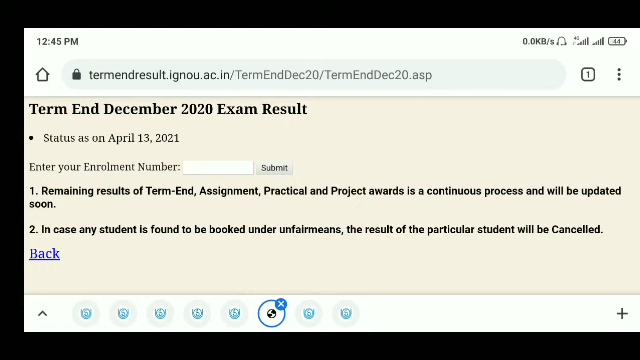 12:45 PM
0.0KB/s 4G 44
termendresult.ignou.ac.in/TermEndDec20/TermEndDec20.asp
1
Term End December 2020 Exam Result
Status as on April 13, 2021
Enter your Enrolment Number: Submit
1. Remaining results of Term-End, Assignment, Practical and Project awards is a continuous process and will be updated
soon.
2. In case any student is found to be booked under unfairmeans, the result of the particular student will be Cancelled.
Back